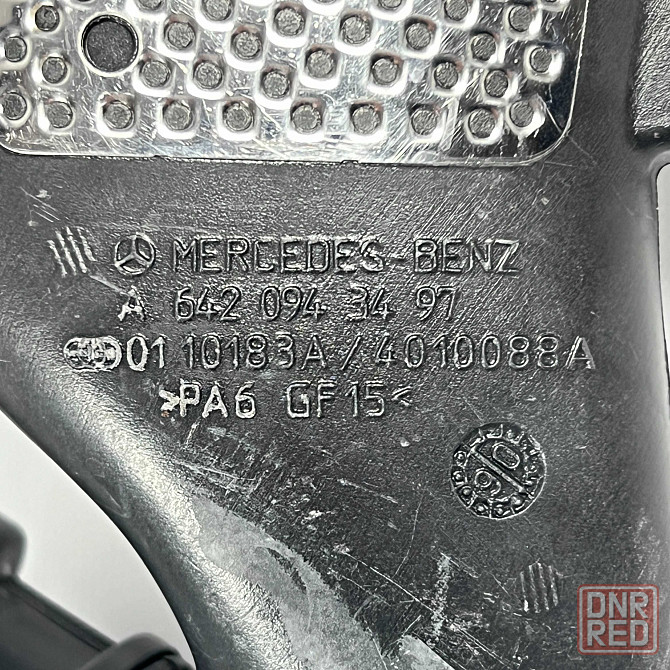 MERCEDES-BENZ
A 642 094 34 97
01 10183A / 4010088A
>PA6 GF15<
DNR
RED